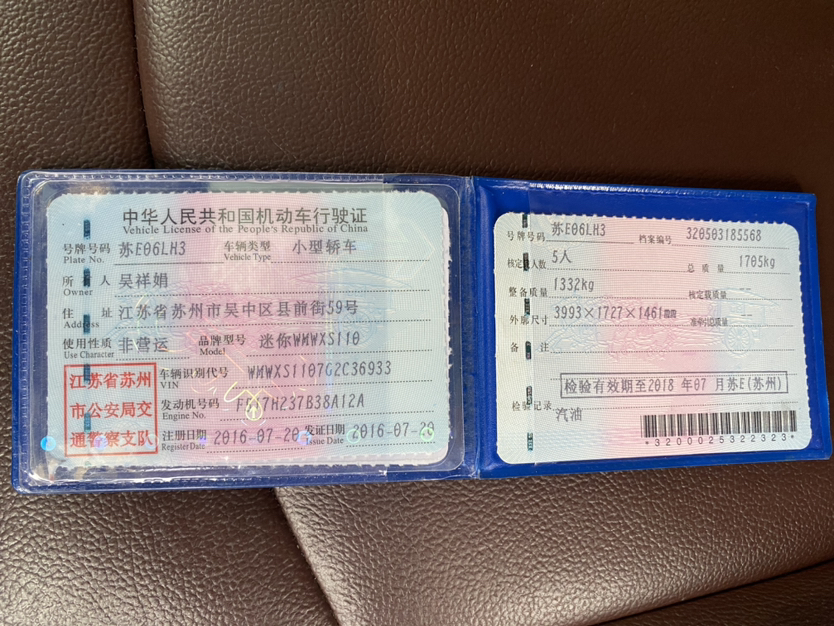 中华人民共和国机动车行驶证
Vehicle License of the People's Republic of China
号牌号码 苏E06LH3 车辆类型 小型轿车
Plate No. Vehicle Type
所有人 吴祥娟
Owner
住址 江苏省苏州市吴中区县前街59号
Address
使用性质 非营运 品牌型号 迷你WMWXS110
Use Character Model
江苏省苏州
市公安局交
通警察支队
车辆识别代号 WMWXS1107G2C36933
VIN
发动机号码
Engine No.
注册日期 2016-07-20 发证日期 2016-07-20
Register Date Issue Date
号牌号码 苏E06LH3 档案编号 320503185568
核定载人数 5人 总质量 1705kg
整备质量 1332kg 核定载质量 --
外廓尺寸 3993×1727×1461 准牵引总质量 --
备注
检验有效期至2018年07月苏E(苏州)
检验记录
汽油
*3200025322323*